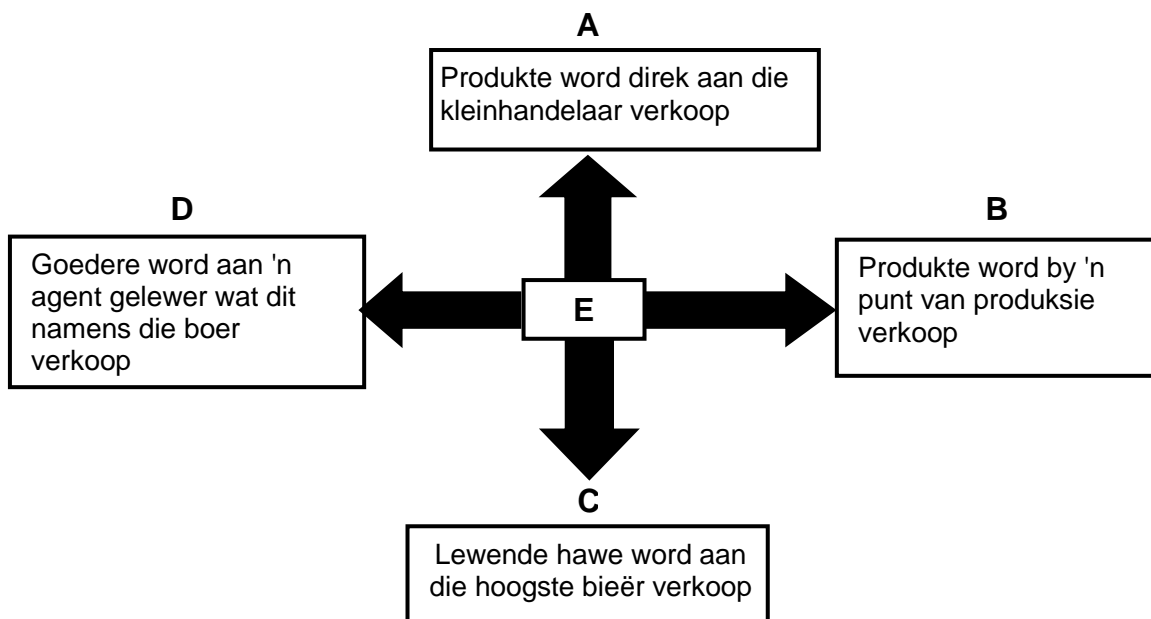 A
Produkte word direk aan die
kleinhandelaar verkoop
D
Goedere word aan 'n
agent gelewer wat dit
namens die boer
verkoop
E
B
Produkte word by 'n
punt van produksie
verkoop
C
Lewende hawe word aan
die hoogste bieër verkoop